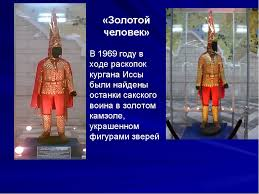 «Золотой
человек»
В 1969 году в
ходе раскопок
кургана Иссы
были найдены
останки сакского
воина в золотом
камзоле,
украшенном
фигурами зверей